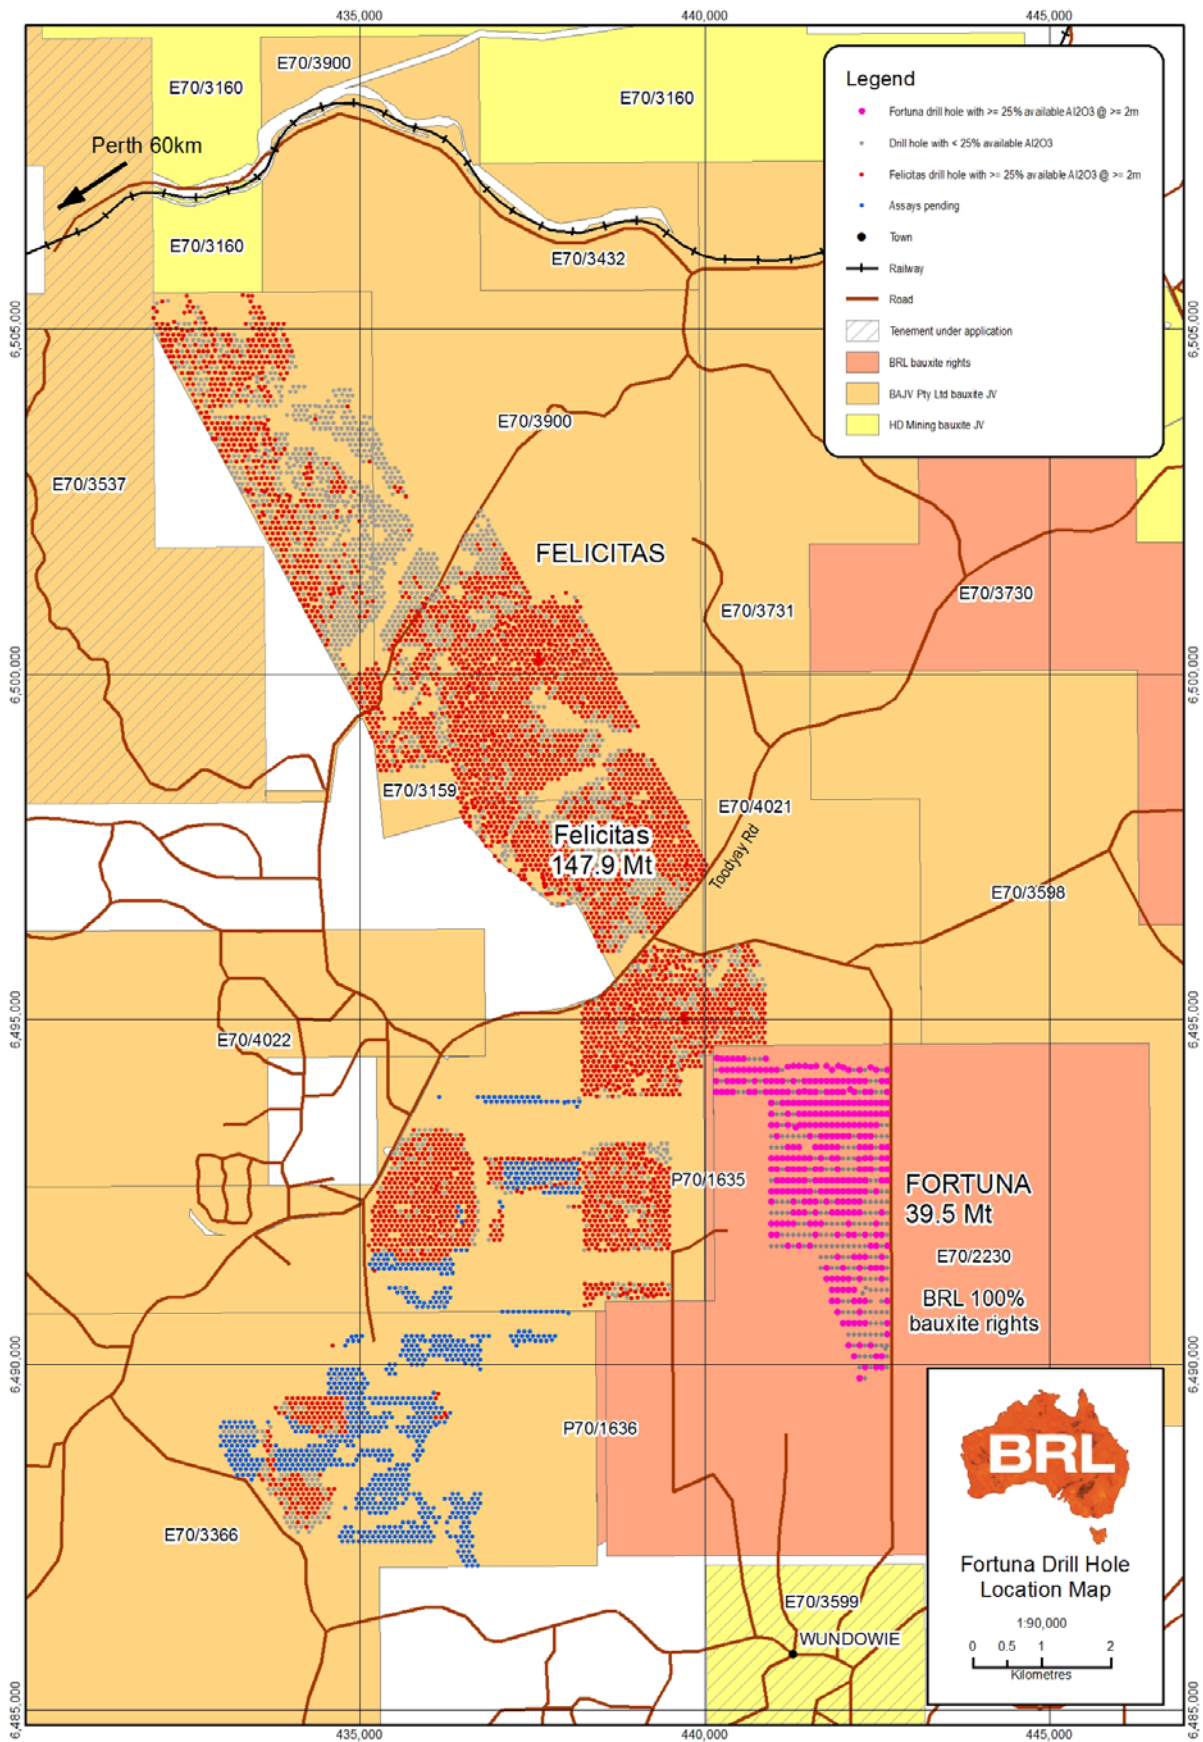 435,000
440,000
445,000
E70/3900
E70/3160
E70/3160
Perth 60km
E70/3160
E70/3432
Legend
Fortuna drill hole with >= 25% available Al2O3 @ >= 2m
Drill hole with < 25% available Al2O3
Felicitas drill hole with >= 25% available Al2O3 @ >= 2m
Assays pending
Town
Railway
Road
Tenement under application
BRL bauxite rights
BAJV Pty Ltd bauxite JV
HD Mining bauxite JV
6,505,000
6,505,000
E70/3900
E70/3537
FELICITAS
E70/3730
E70/3731
6,500,000
6,500,000
E70/3159
E70/4021
Felicitas
147.9 Mt
Toodyay Rd
E70/3598
6,495,000
6,495,000
E70/4022
P70/1635
FORTUNA
39.5 Mt
E70/2230
BRL 100%
bauxite rights
6,490,000
6,490,000
P70/1636
BRL
E70/3366
Fortuna Drill Hole
Location Map
1:90,000
0 0.5 1 2
Kilometres
E70/3599
WUNDOWIE
6,485,000
6,485,000
435,000
440,000
445,000